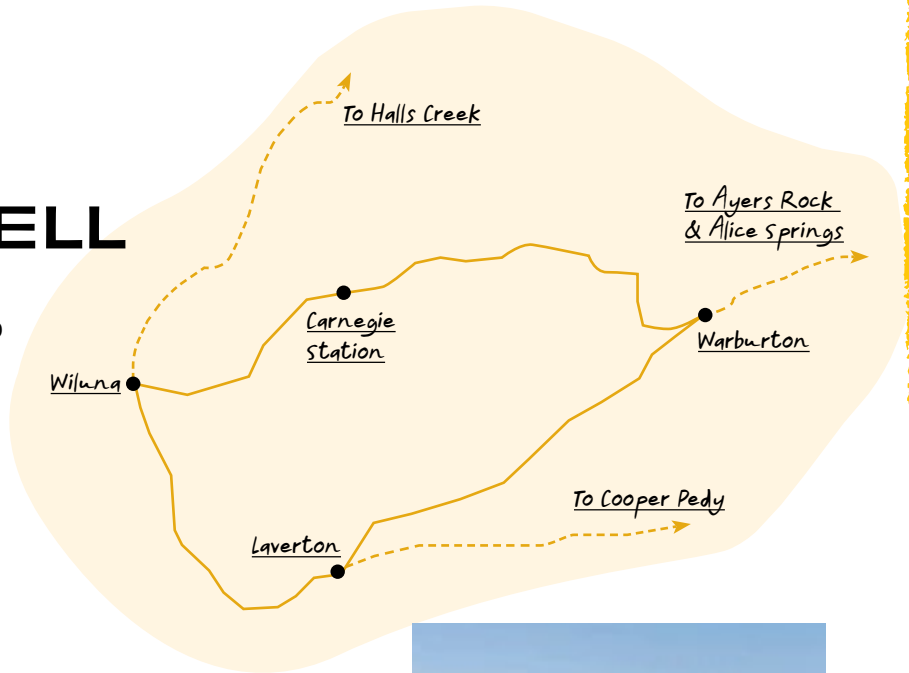 To Halls Creek
To Ayers Rock
& Alice Springs
ELL
Carnegie
Station
Warburton
Wiluna
To Cooper Pedy
Laverton